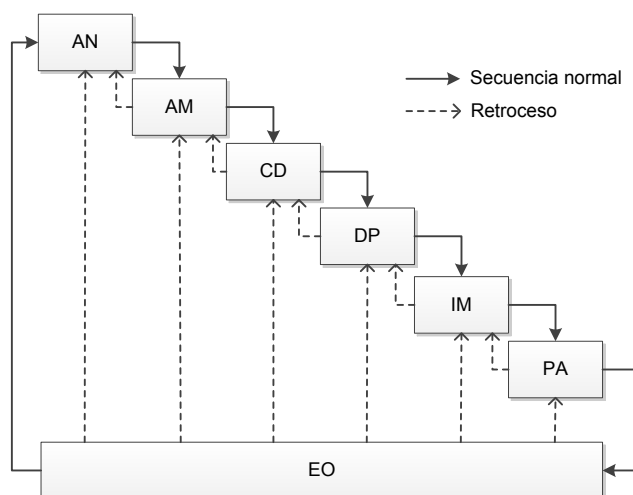 AN
AM
Secuencia normal
Retroceso
CD
DP
IM
PA
EO